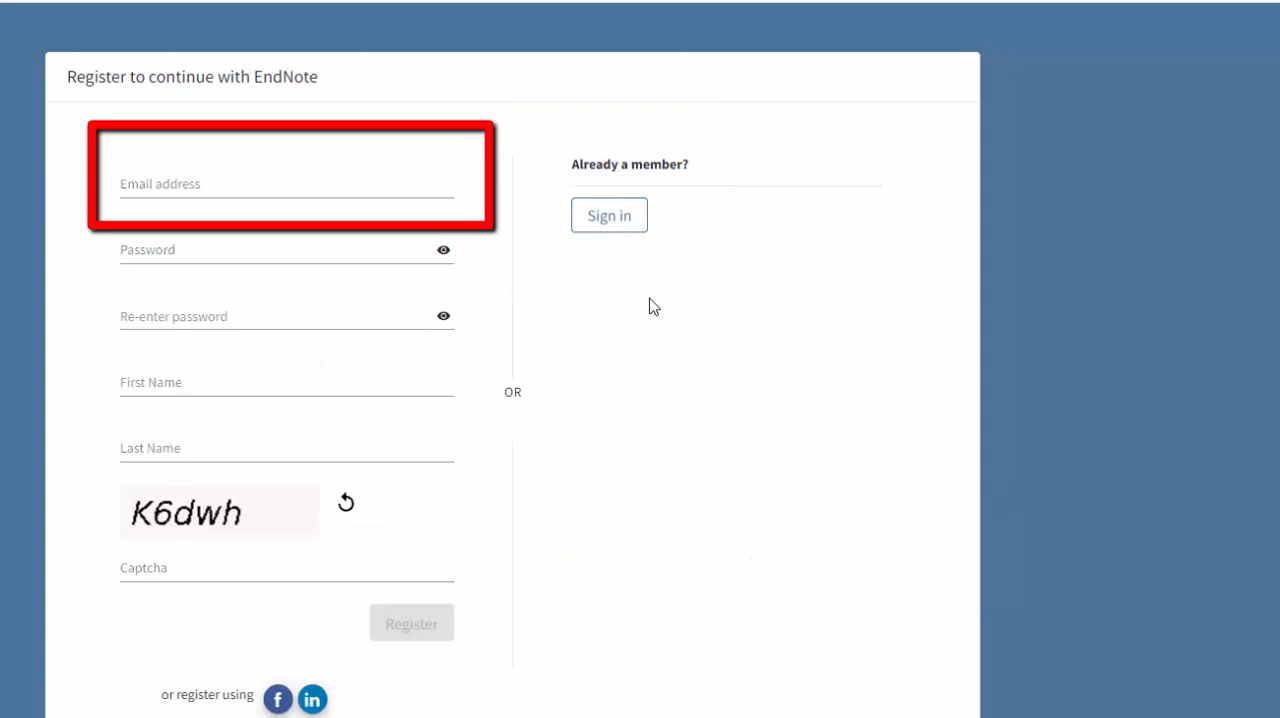 Register to continue with EndNote
Email address
Password
Re-enter password
First Name
Last Name
K6dwh
Captcha
Register
or register using
f in
OR
Already a member?
Sign in